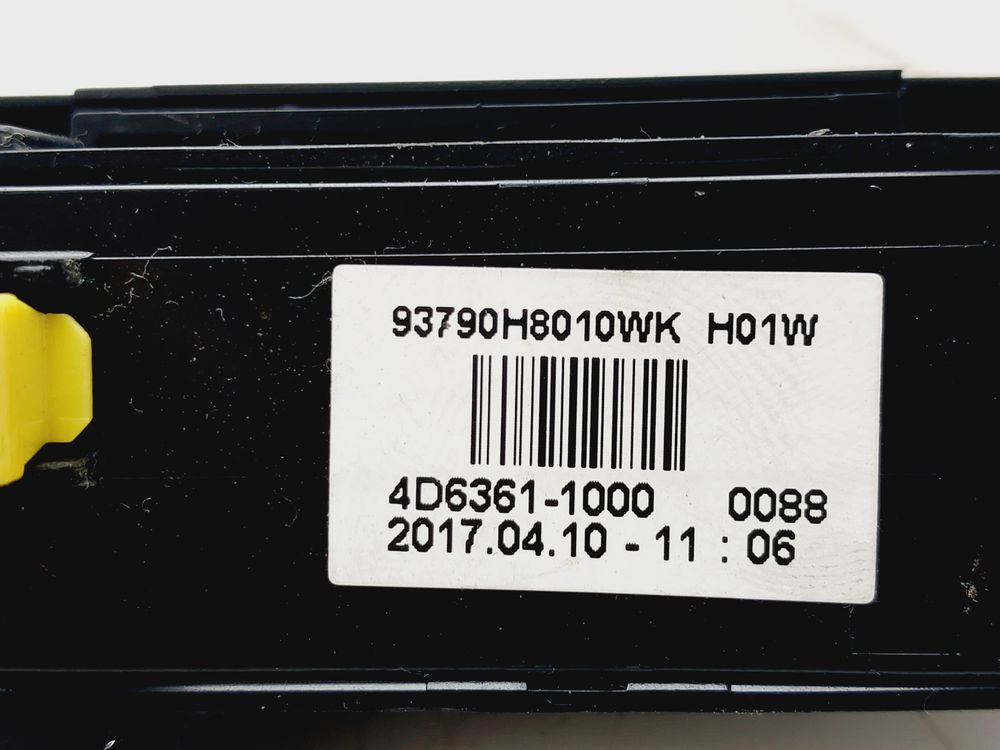 93790H8010WK H01W
4D6361-1000 0088
2017.04.10 - 11 : 06